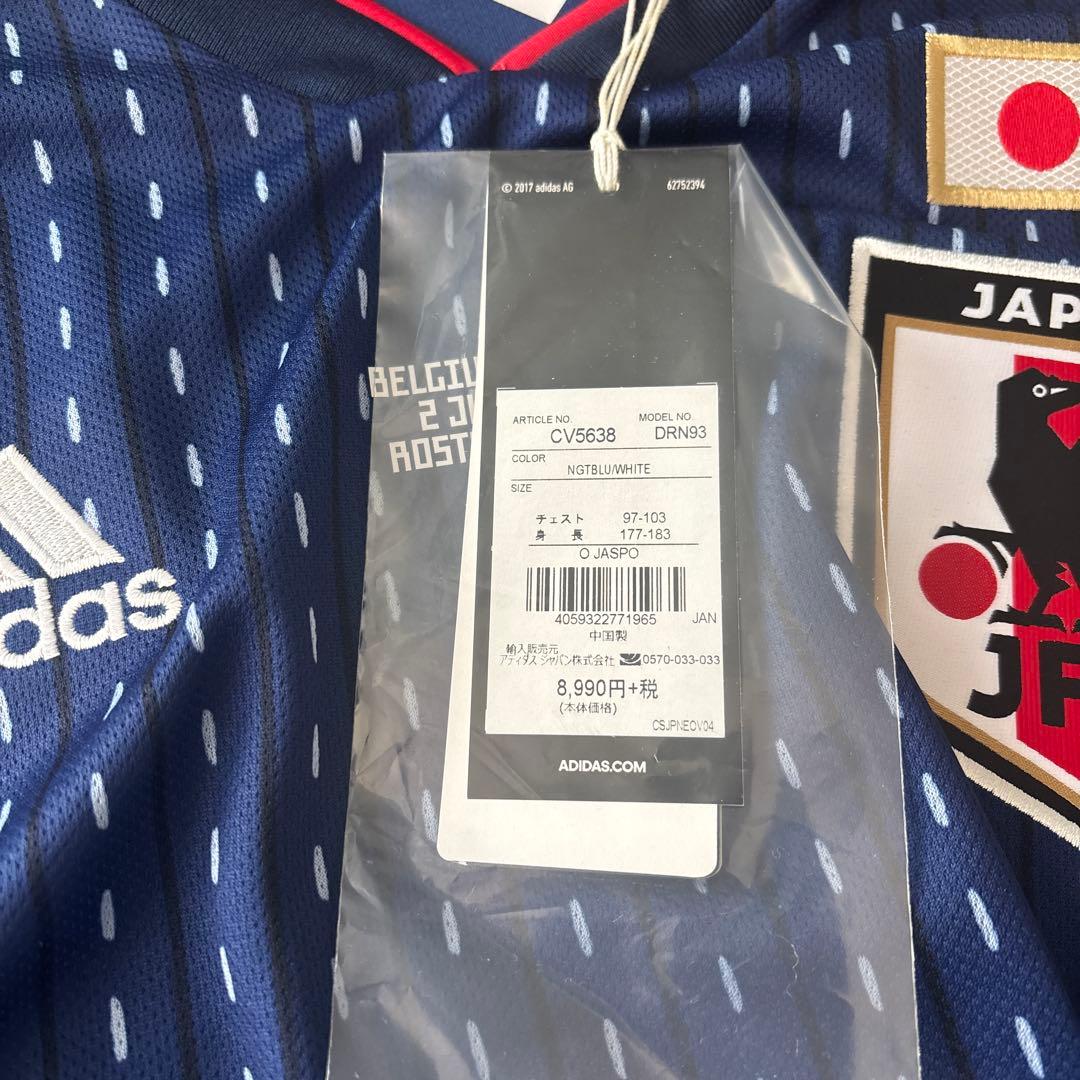 © 2017 adidas AG 62752394
JAP
BELGIU
2 JU
ROST
ARTICLE NO. MODEL NO.
CV5638 DRN93
COLOR
NGTBLU/WHITE
SIZE
チェスト 97-103
身 長 177-183
O JASPO
4059322771965 JAN
中国製
輸入販売元
アディダス ジャパン株式会社 0570-033-033
8,990円+税
(本体価格)
CSJPNEOV04
ADIDAS.COM
das
JF